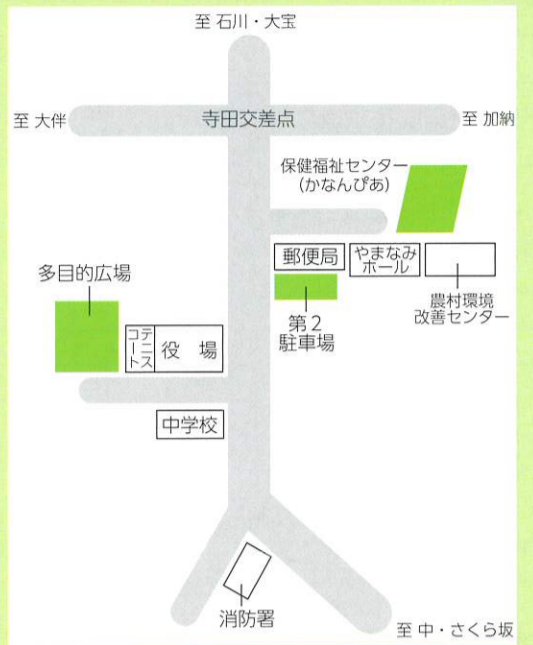 至 石川・大宝
至 大伴
寺田交差点
至 加納
保健福祉センター
(かなんぴあ)
郵便局
やまなみ
ホール
農村環境
改善センター
多目的広場
第2
駐車場
テニス
コート
役 場
中学校
消防署
至 中・さくら坂